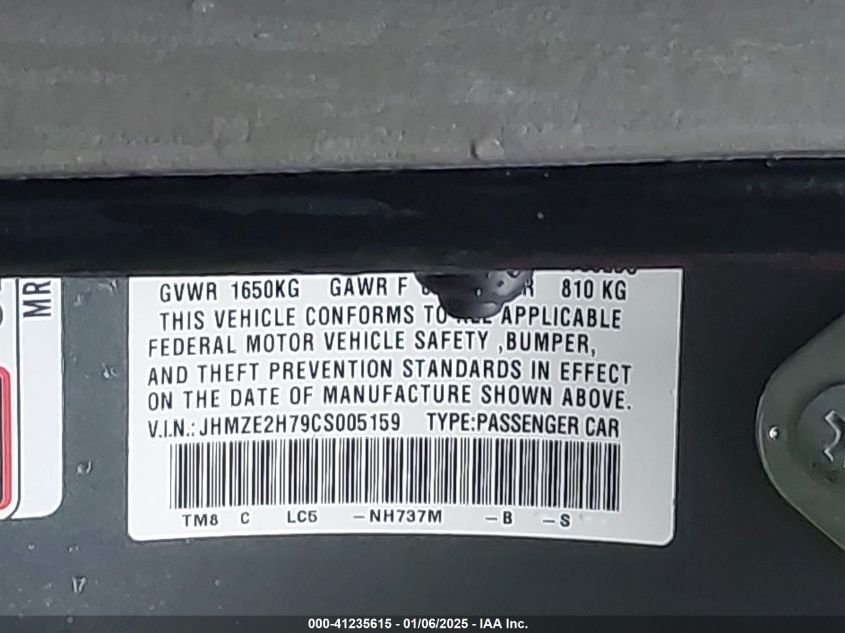 GVWR 1650KG GAWR F 810 KG
THIS VEHICLE CONFORMS TO APPLICABLE
FEDERAL MOTOR VEHICLE SAFETY ,BUMPER,
AND THEFT PREVENTION STANDARDS IN EFFECT
ON THE DATE OF MANUFACTURE SHOWN ABOVE.
V.I.N.: JHMZE2H79CS005159 TYPE:PASSENGER CAR
TM8 C LC5 -NH737M -B -S
MR
17
000-41235615 - 01/06/2025 - IAA Inc.